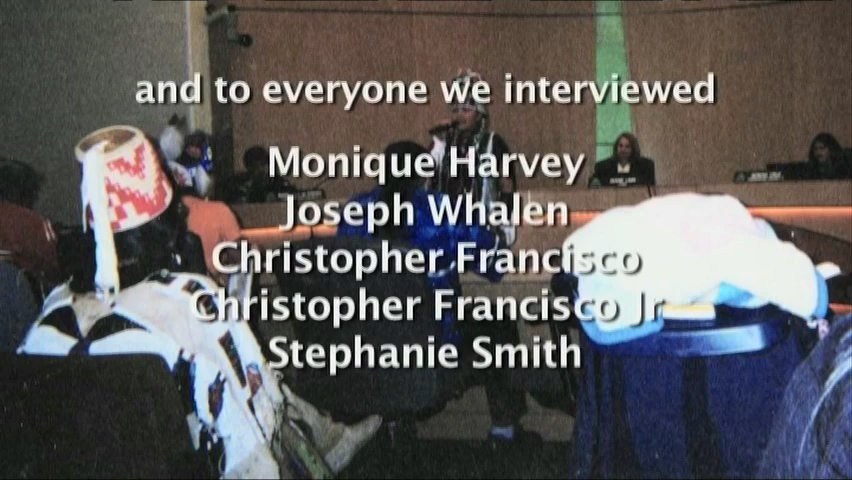 and to everyone we interviewed
Monique Harvey
Joseph Whalen
Christopher Francisco
Christopher Francisco Jr
Stephanie Smith